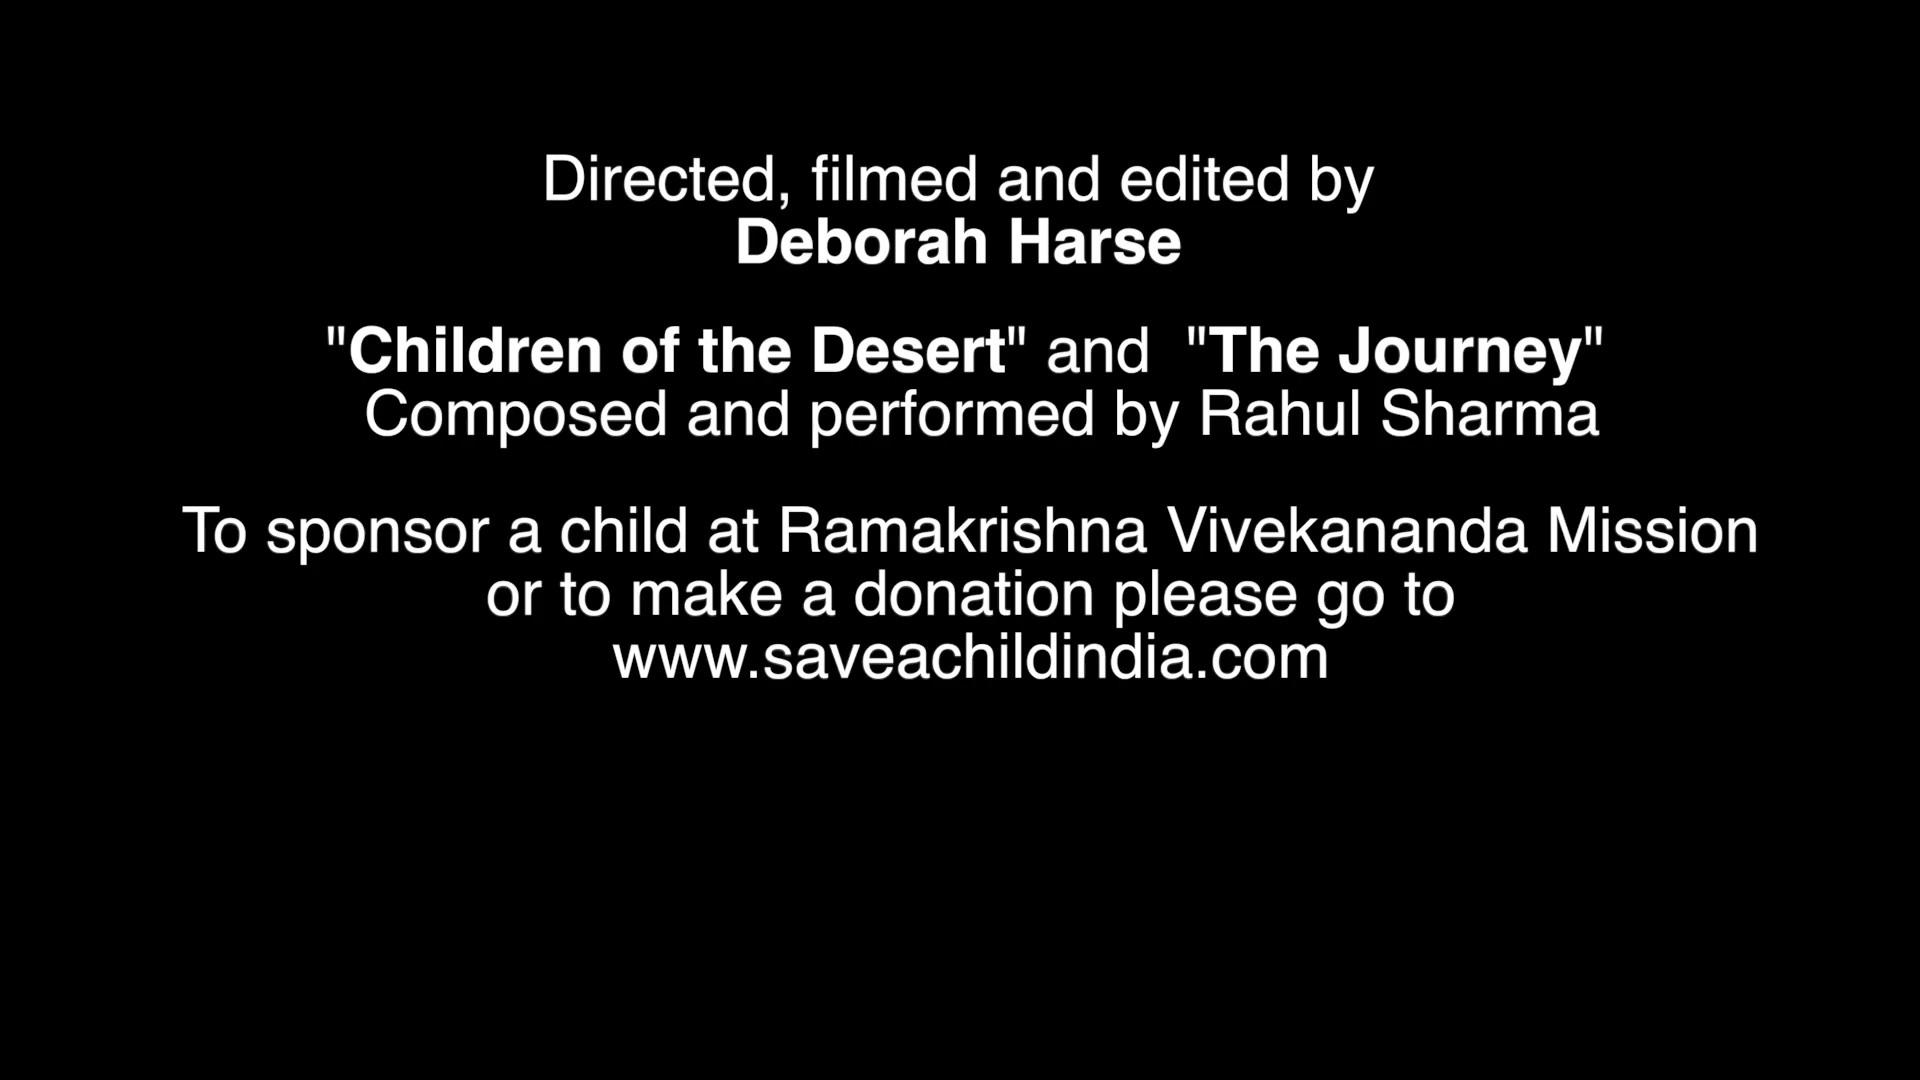 Directed, filmed and edited by
Deborah Harse
"Children of the Desert" and  "The Journey"
Composed and performed by Rahul Sharma
To sponsor a child at Ramakrishna Vivekananda Mission
or to make a donation please go to
www.saveachildindia.com